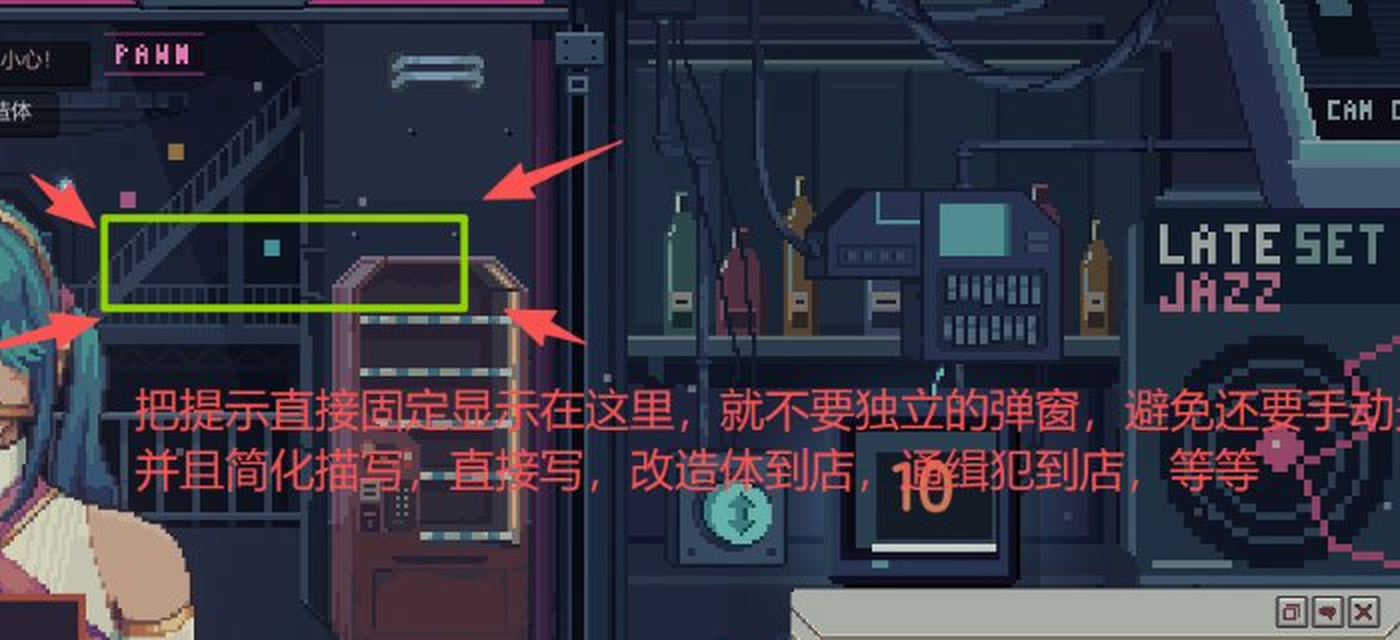 小心!
PAWN
造体
CAM
LATE SET
JAZZ
把提示直接固定显示在这里，就不要独立的弹窗，避免还要手动
并且简化描写，直接写，改造体到店，通缉犯到店，等等
10